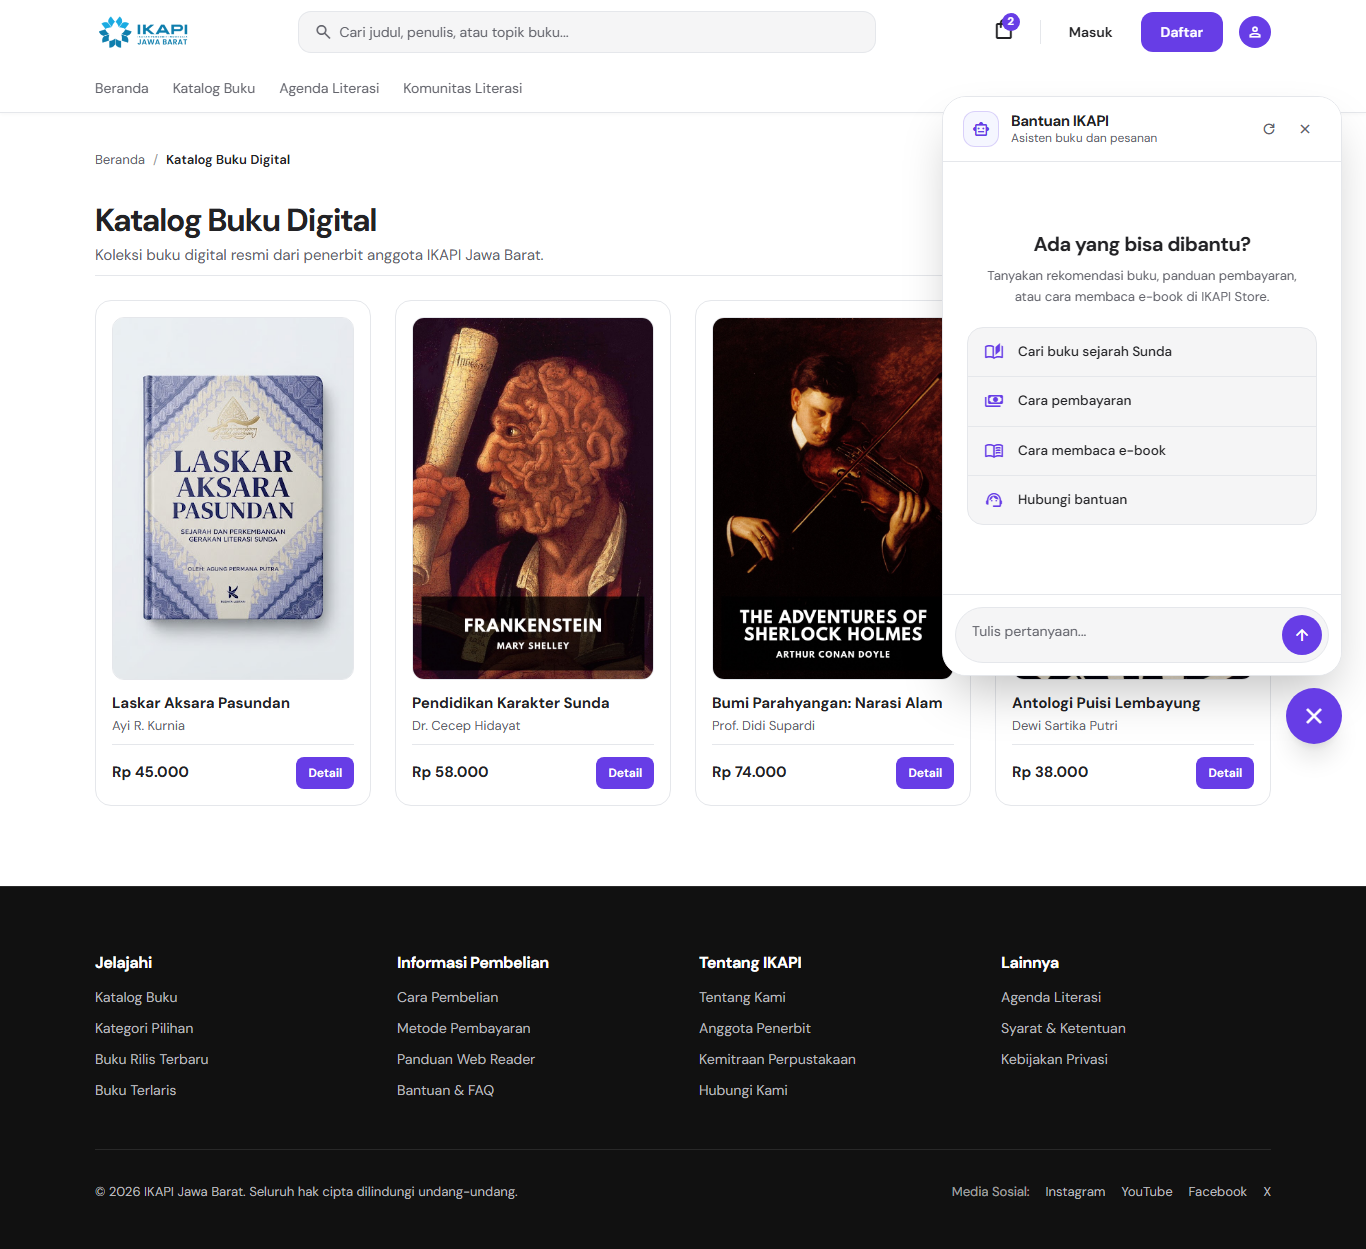 IKAPI
JAWA BARAT
Cari judul, penulis, atau topik buku...
2
Masuk
Daftar
Beranda
Katalog Buku
Agenda Literasi
Komunitas Literasi
Beranda / Katalog Buku Digital
Katalog Buku Digital
Koleksi buku digital resmi dari penerbit anggota IKAPI Jawa Barat.
LASKAR
AKSARA
PASUNDAN
SEJARAH DAN PERKEMBANGAN
GERAKAN LITERASI SUNDA
OLEH: AGUNG PERMANA PUTRA
Laskar Aksara Pasundan
Ayi R. Kurnia
Rp 45.000
Detail
FRANKENSTEIN
MARY SHELLEY
Pendidikan Karakter Sunda
Dr. Cecep Hidayat
Rp 58.000
Detail
THE ADVENTURES OF
SHERLOCK HOLMES
ARTHUR CONAN DOYLE
Bumi Parahyangan: Narasi Alam
Prof. Didi Supardi
Rp 74.000
Detail
Antologi Puisi Lembayung
Dewi Sartika Putri
Rp 38.000
Detail
Bantuan IKAPI
Asisten buku dan pesanan
Ada yang bisa dibantu?
Tanyakan rekomendasi buku, panduan pembayaran,
atau cara membaca e-book di IKAPI Store.
Cari buku sejarah Sunda
Cara pembayaran
Cara membaca e-book
Hubungi bantuan
Tulis pertanyaan...
Jelajahi
Katalog Buku
Kategori Pilihan
Buku Rilis Terbaru
Buku Terlaris
Informasi Pembelian
Cara Pembelian
Metode Pembayaran
Panduan Web Reader
Bantuan & FAQ
Tentang IKAPI
Tentang Kami
Anggota Penerbit
Kemitraan Perpustakaan
Hubungi Kami
Lainnya
Agenda Literasi
Syarat & Ketentuan
Kebijakan Privasi
© 2026 IKAPI Jawa Barat. Seluruh hak cipta dilindungi undang-undang.
Media Sosial:
Instagram
YouTube
Facebook
X